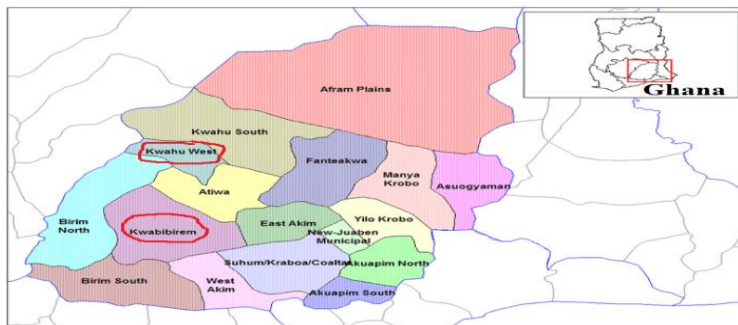 Ghana
Afram Plains
Kwahu South
Kwahu West
Fanteakwa
Manya
Krobo
Asuogyaman
Atiwa
Birim
North
Kwabibirem
East Akim
Yilo Krobo
New-Juaben
Municipal
Suhum/Kraboa/Coaltar
Akuapim North
Birim South
West
Akim
Akuapim South